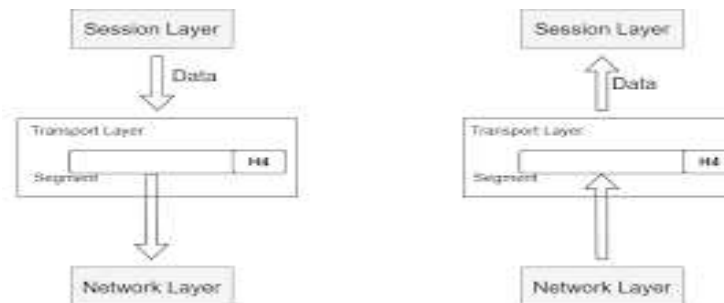 Session Layer
Data
Transport Layer
H4
Segment
Network Layer
Session Layer
Data
Transport Layer
H4
Segment
Network Layer